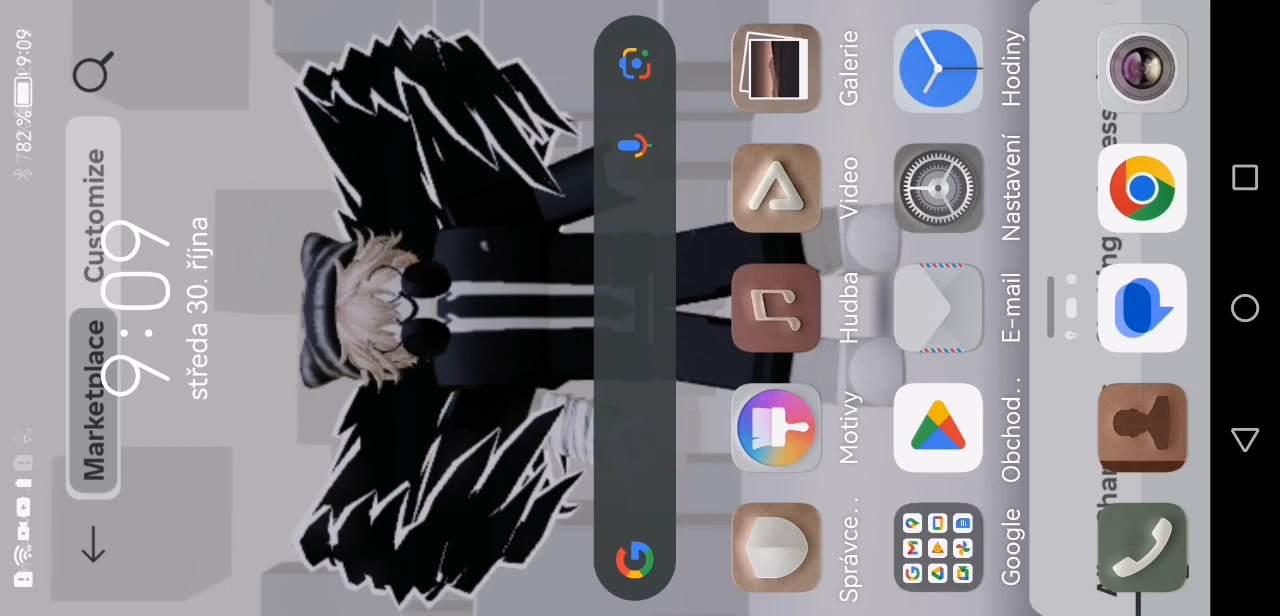 82 % 9:09
Marketplace Customize
9:09
středa 30. října
Správce.. Motivy Hudba Video Galerie
Google Obchod.. E-mail Nastavení Hodiny